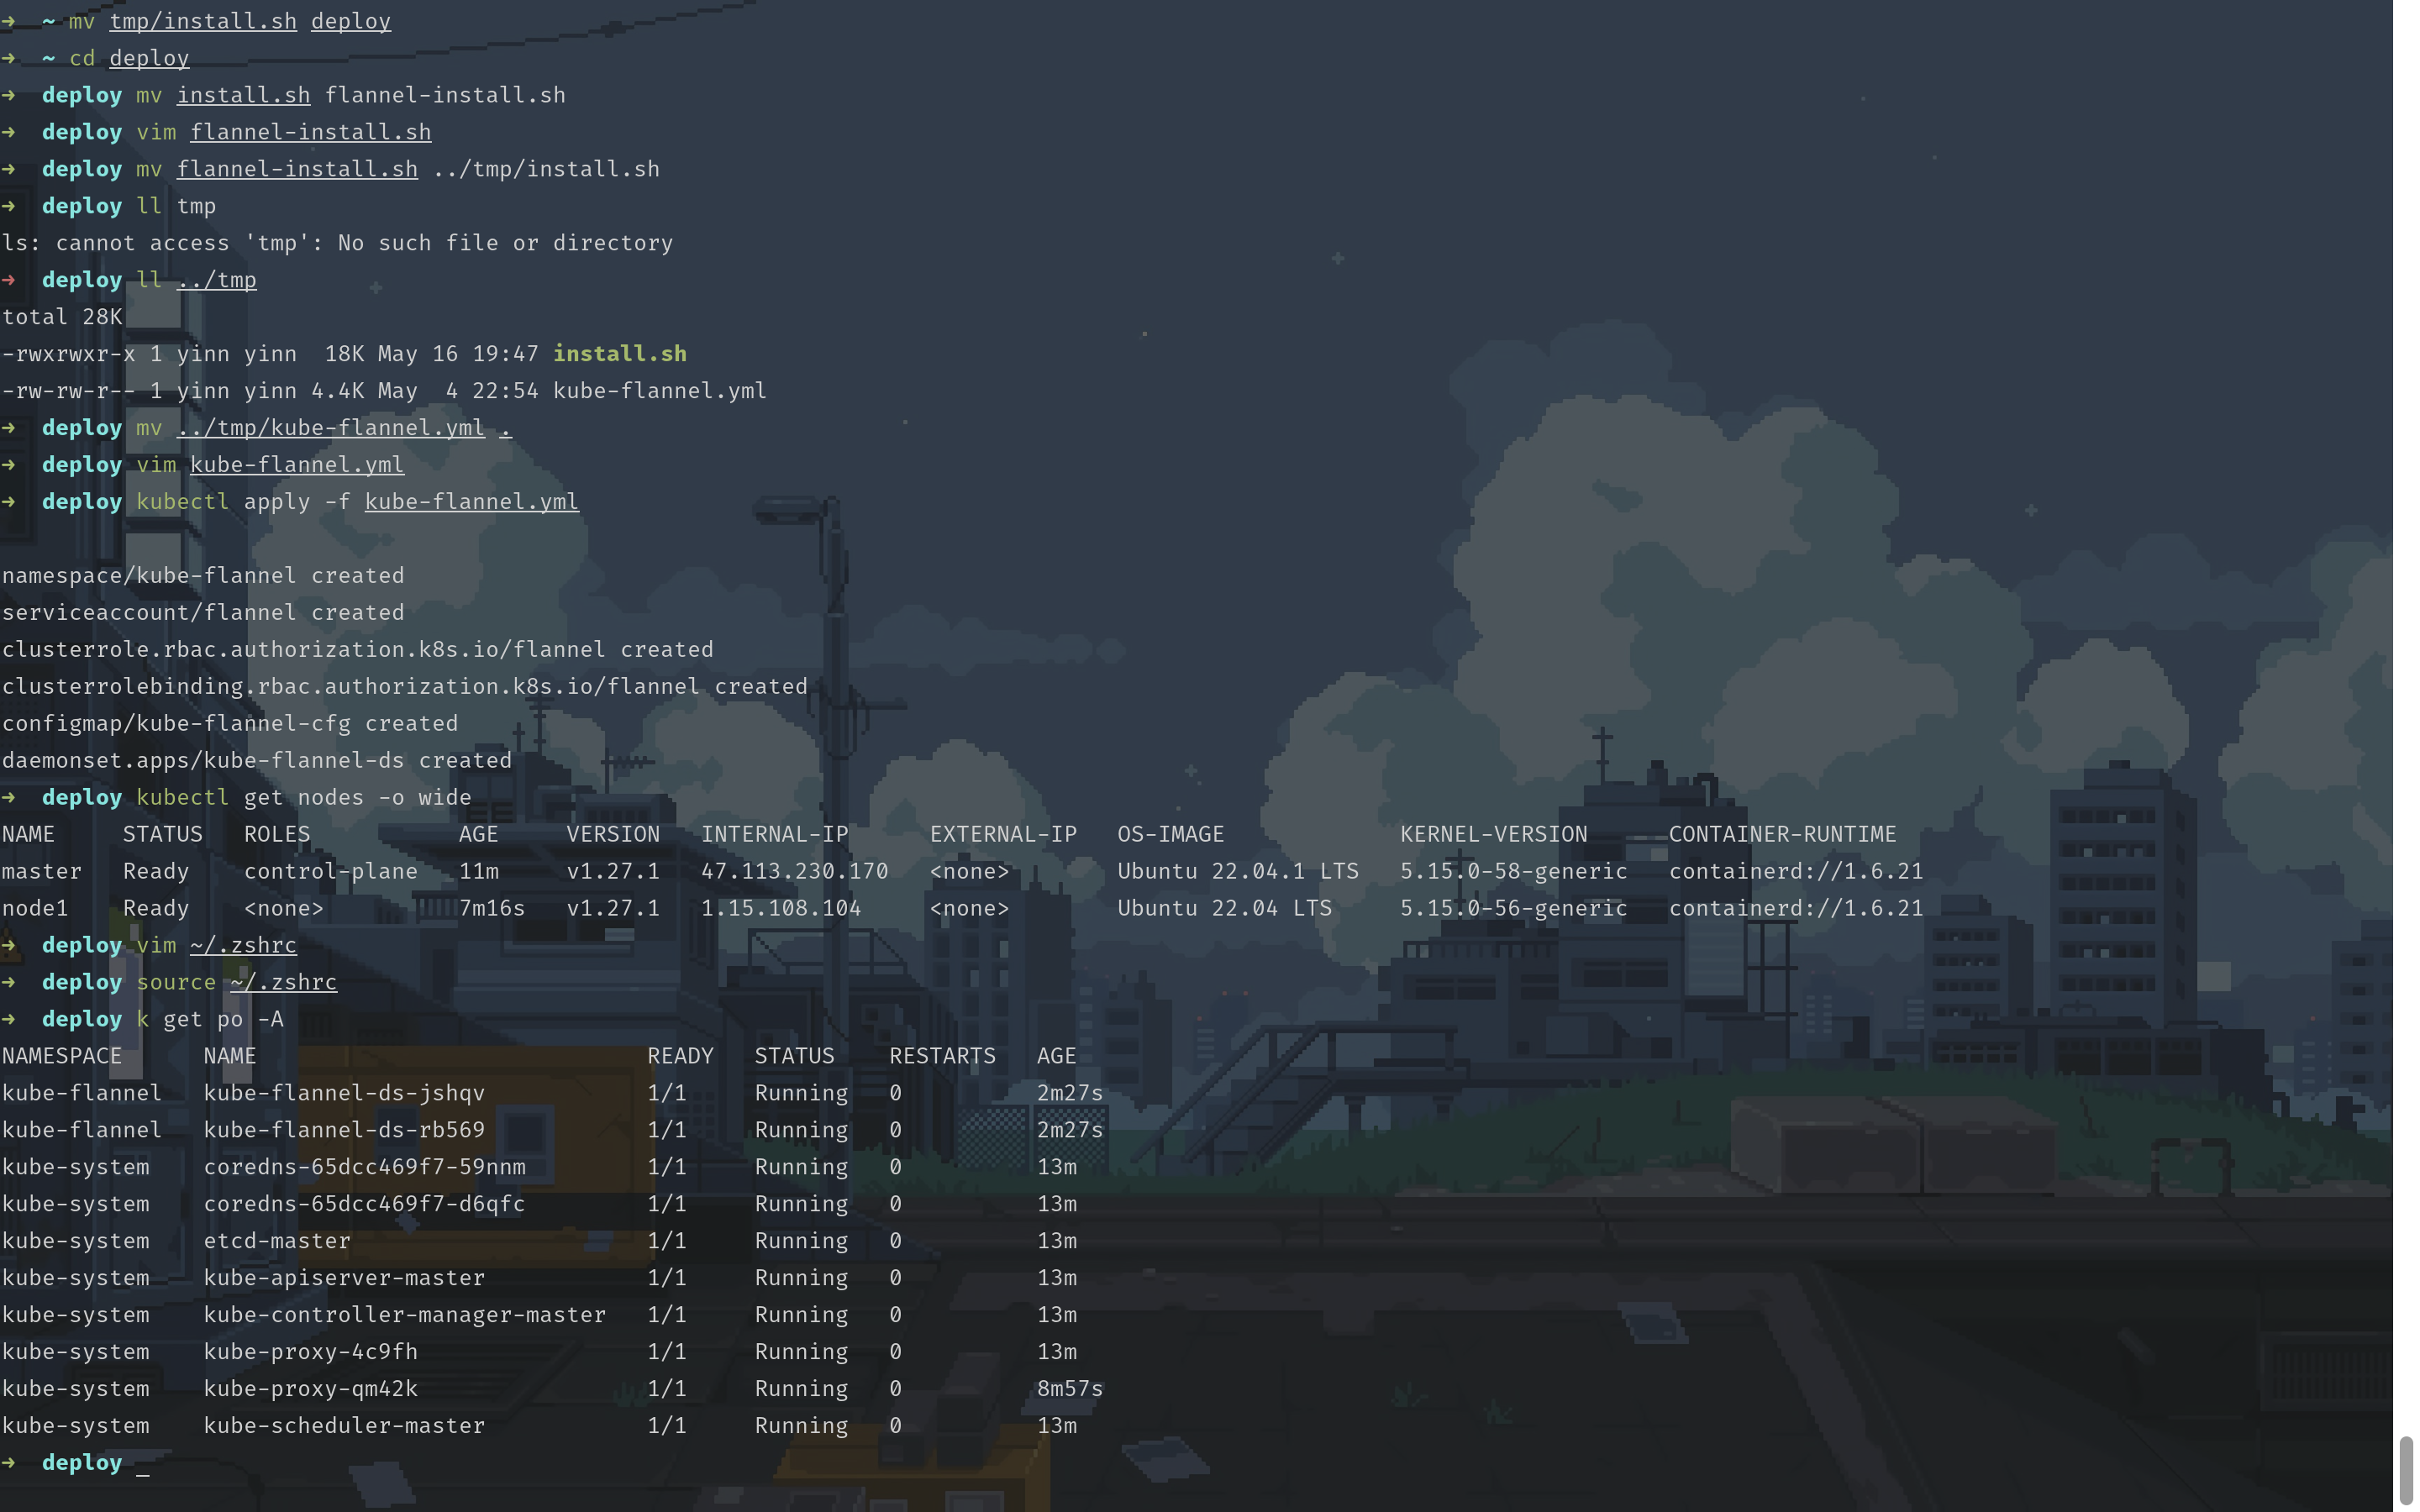 → ~ mv tmp/install.sh deploy
→ ~ cd deploy
→ deploy mv install.sh flannel-install.sh
→ deploy vim flannel-install.sh
→ deploy mv flannel-install.sh ../tmp/install.sh
→ deploy ll tmp
ls: cannot access 'tmp': No such file or directory
→ deploy ll ../tmp
total 28K
-rwxrwxr-x 1 yinn yinn  18K May 16 19:47 install.sh
-rw-rw-r-- 1 yinn yinn 4.4K May  4 22:54 kube-flannel.yml
→ deploy mv ../tmp/kube-flannel.yml .
→ deploy vim kube-flannel.yml
→ deploy kubectl apply -f kube-flannel.yml
namespace/kube-flannel created
serviceaccount/flannel created
clusterrole.rbac.authorization.k8s.io/flannel created
clusterrolebinding.rbac.authorization.k8s.io/flannel created
configmap/kube-flannel-cfg created
daemonset.apps/kube-flannel-ds created
→ deploy kubectl get nodes -o wide
NAME     STATUS   ROLES           AGE     VERSION   INTERNAL-IP      EXTERNAL-IP   OS-IMAGE             KERNEL-VERSION      CONTAINER-RUNTIME
master   Ready    control-plane   11m     v1.27.1   47.113.230.170   <none>        Ubuntu 22.04.1 LTS   5.15.0-58-generic   containerd://1.6.21
node1    Ready    <none>          7m16s   v1.27.1   1.15.108.104     <none>        Ubuntu 22.04 LTS     5.15.0-56-generic   containerd://1.6.21
→ deploy vim ~/.zshrc
→ deploy source ~/.zshrc
→ deploy k get po -A
NAMESPACE      NAME                             READY   STATUS    RESTARTS   AGE
kube-flannel   kube-flannel-ds-jshqv            1/1     Running   0          2m27s
kube-flannel   kube-flannel-ds-rb569            1/1     Running   0          2m27s
kube-system    coredns-65dcc469f7-59nnm         1/1     Running   0          13m
kube-system    coredns-65dcc469f7-d6qfc         1/1     Running   0          13m
kube-system    etcd-master                      1/1     Running   0          13m
kube-system    kube-apiserver-master            1/1     Running   0          13m
kube-system    kube-controller-manager-master   1/1     Running   0          13m
kube-system    kube-proxy-4c9fh                 1/1     Running   0          13m
kube-system    kube-proxy-qm42k                 1/1     Running   0          8m57s
kube-system    kube-scheduler-master            1/1     Running   0          13m
→ deploy _